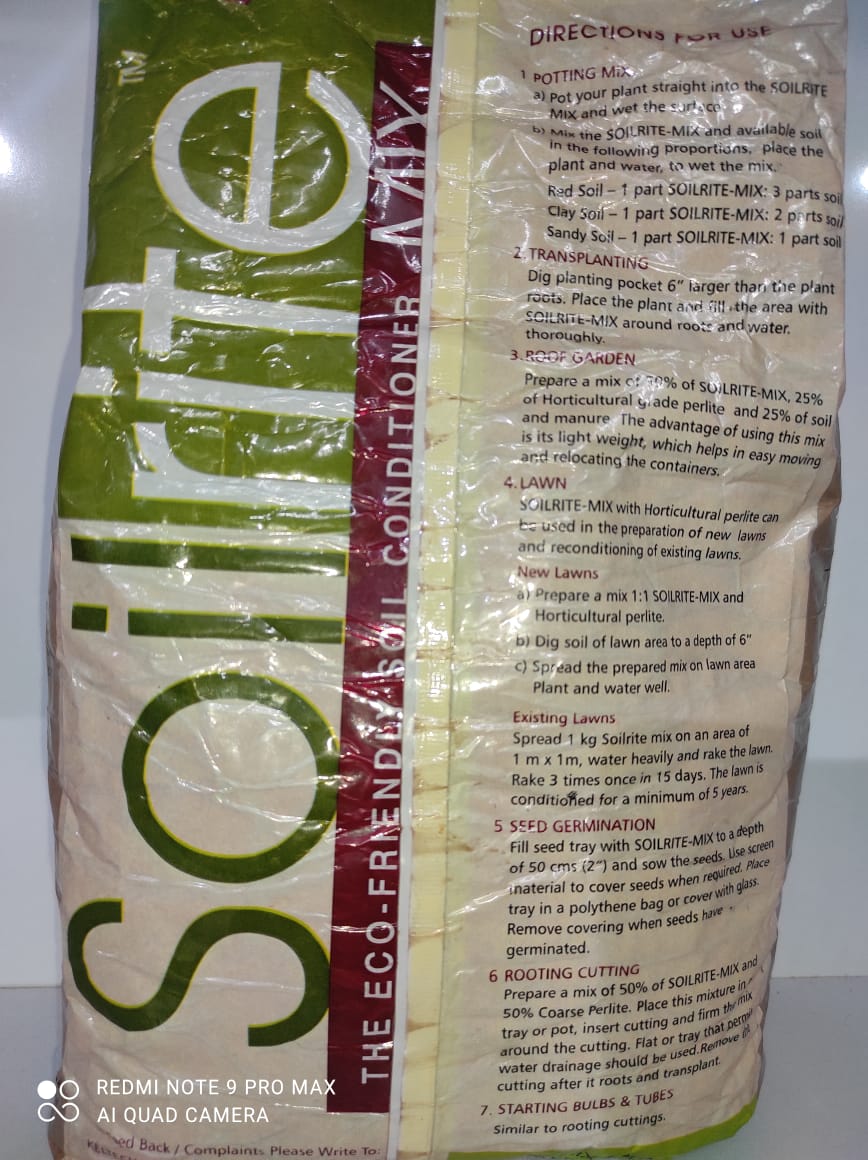 Soilrite
TM
MIX
THE ECO-FRIENDLY SOIL CONDITIONER
DIRECTIONS FOR USE
1 POTTING MIX
a) Pot your plant straight into the SOILRITE
MIX and wet the surface
b) Mix the SOILRITE-MIX and available soil
in the following proportions, place the
plant and water, to wet the mix.
Red Soil – 1 part SOILRITE-MIX: 3 parts soil
Clay Soil – 1 part SOILRITE-MIX: 2 parts soil
Sandy Soil – 1 part SOILRITE-MIX: 1 part soil
2. TRANSPLANTING
Dig planting pocket 6" larger than the plant
roots. Place the plant and fill the area with
SOILRITE-MIX around roots and water.
thoroughly.
3. ROOF GARDEN
Prepare a mix of % of SOILRITE-MIX, 25%
of Horticultural grade perlite and 25% of soil
and manure. The advantage of using this mix
is its light weight, which helps in easy moving
and relocating the containers.
4. LAWN
SOILRITE-MIX with Horticultural perlite can
be used in the preparation of new lawns
and reconditioning of existing lawns.
New Lawns
a) Prepare a mix 1:1 SOILRITE-MIX and
Horticultural perlite.
b) Dig soil of lawn area to a depth of 6"
c) Spread the prepared mix on lawn area
Plant and water well.
Existing Lawns
Spread 1 kg Soilrite mix on an area of
1 m x 1m, water heavily and rake the lawn.
Rake 3 times once in 15 days. The lawn is
conditioned for a minimum of 5 years.
5 SEED GERMINATION
Fill seed tray with SOILRITE-MIX to a depth
of 50 cms (2") and sow the seeds. Use screen
material to cover seeds when required. Place
tray in a polythene bag or cover with glass.
Remove covering when seeds have
germinated.
6 ROOTING CUTTING
Prepare a mix of 50% of SOILRITE-MIX and
50% Coarse Perlite. Place this mixture in
tray or pot, insert cutting and firm the mix
around the cutting. Flat or tray that permit
water drainage should be used. Remove
cutting after it roots and transplant.
7. STARTING BULBS & TUBES
Similar to rooting cuttings.
Back / Complaints Please Write To:
REDMI NOTE 9 PRO MAX
AI QUAD CAMERA